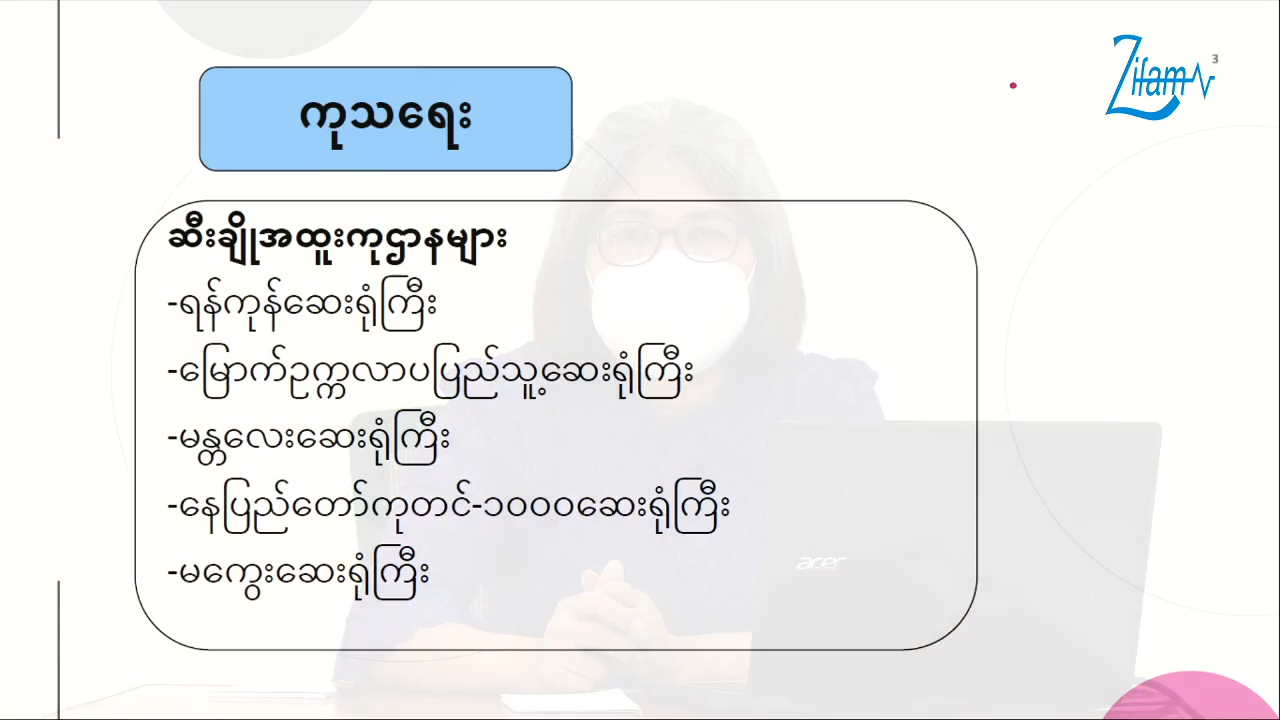 Zifam
3
ကုသရေး
ဆီးချိုအထူးကုဌာနများ
-ရန်ကုန်ဆေးရုံကြီး
-မြောက်ဥက္ကလာပပြည်သူ့ဆေးရုံကြီး
-မန္တလေးဆေးရုံကြီး
-နေပြည်တော်ကုတင်-၁၀၀၀ဆေးရုံကြီး
-မကွေးဆေးရုံကြီး
acer